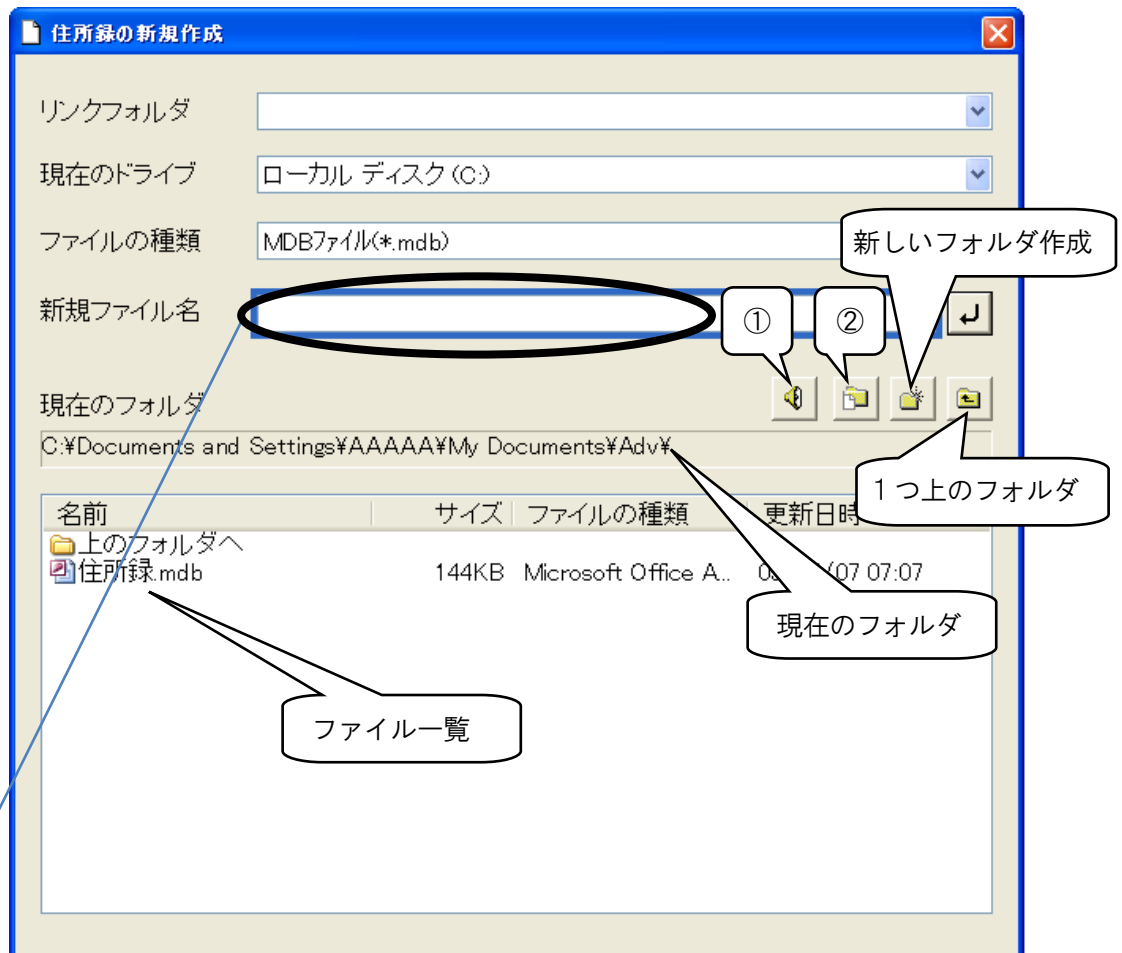 住所録の新規作成
リンクフォルダ
現在のドライブ ローカル ディスク (C:)
ファイルの種類 MDBファイル(*.mdb)
新しいフォルダ作成
新規ファイル名
① ②
現在のフォルダ
C:¥Documents and Settings¥AAAAA¥My Documents¥Adv¥
1つ上のフォルダ
名前 サイズ ファイルの種類 更新日時
上のフォルダへ
住所録.mdb 144KB Microsoft Office A.. /07 07:07
現在のフォルダ
ファイル一覧